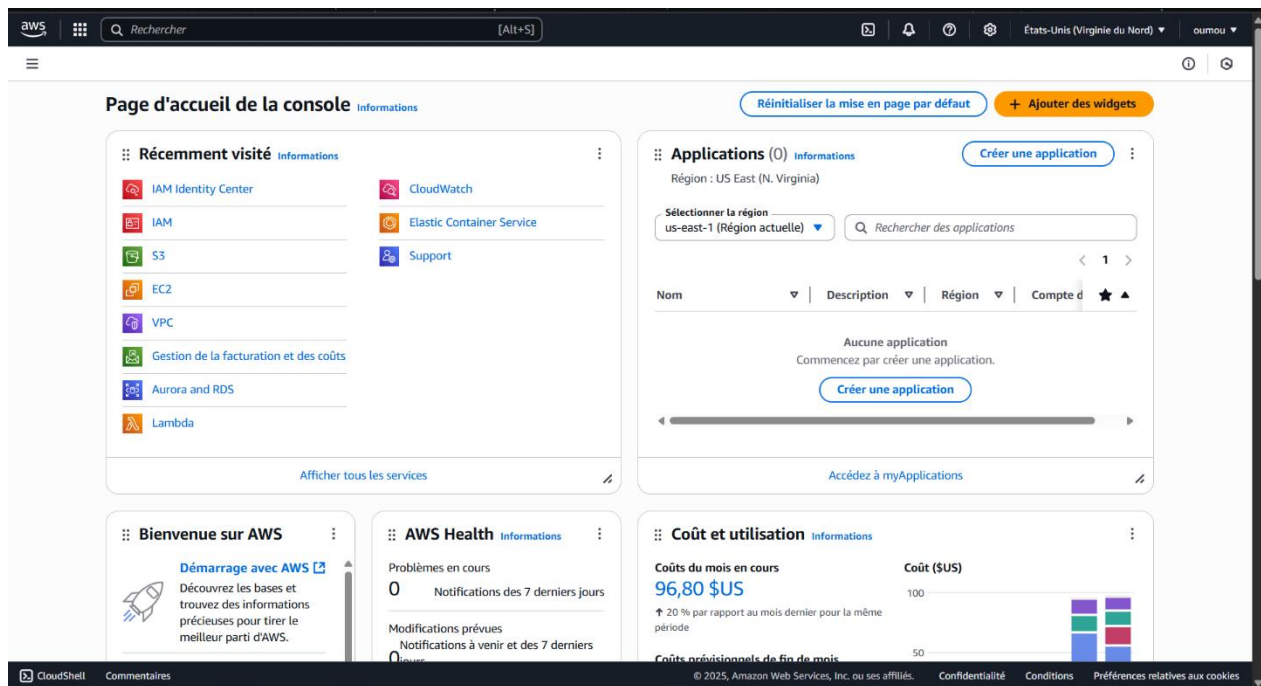 aws
Rechercher [Alt+S]
États-Unis (Virginie du Nord) ▼ oumou ▼
Page d'accueil de la console Informations
Réinitialiser la mise en page par défaut
+ Ajouter des widgets
Récemment visité Informations
IAM Identity Center
IAM
S3
EC2
VPC
Gestion de la facturation et des coûts
Aurora and RDS
Lambda
CloudWatch
Elastic Container Service
Support
Afficher tous les services
Applications (0) Informations
Créer une application
Région : US East (N. Virginia)
Sélectionner la région
us-east-1 (Région actuelle)
Rechercher des applications
1
Nom Description Région Compte d
Aucune application
Commencez par créer une application.
Créer une application
Accédez à myApplications
Bienvenue sur AWS
Démarrage avec AWS
Découvrez les bases et
trouvez des informations
précieuses pour tirer le
meilleur parti d'AWS.
AWS Health Informations
Problèmes en cours
0 Notifications des 7 derniers jours
Modifications prévues
Notifications à venir et des 7 derniers
0 jours
Coût et utilisation Informations
Coûts du mois en cours
96,80 $US
↑ 20 % par rapport au mois dernier pour la même
période
Coûts prévisionnels de fin de mois
Coût ($US)
100
50
CloudShell Commentaires
© 2025, Amazon Web Services, Inc. ou ses affiliés. Confidentialité Conditions Préférences relatives aux cookies